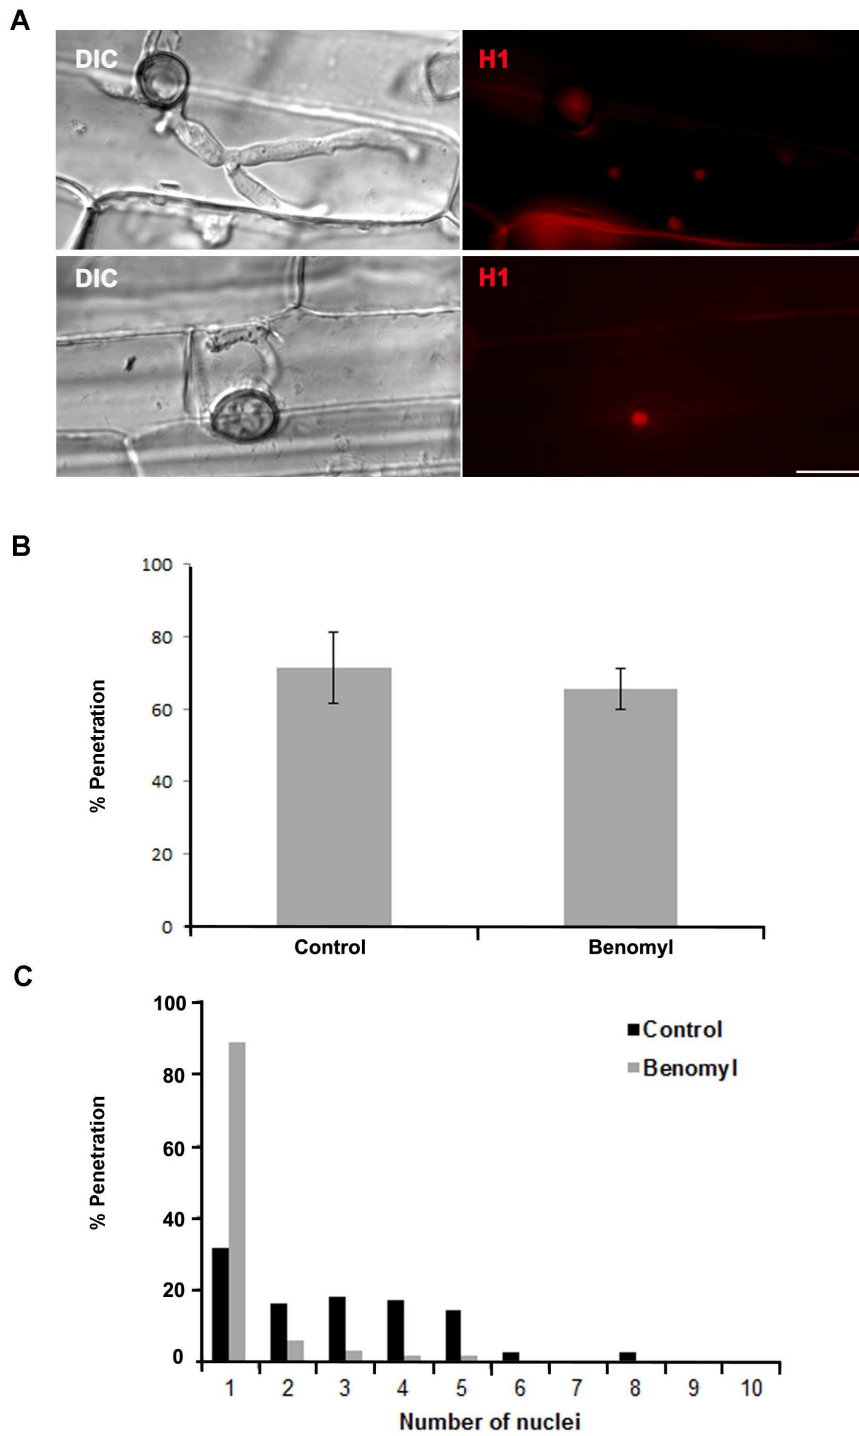 A
DIC
H1
DIC
H1
B
100
80
60
40
20
0
% Penetration
Control
Benomyl
C
100
80
60
40
20
0
% Penetration
Control
Benomyl
1 2 3 4 5 6 7 8 9 10
Number of nuclei